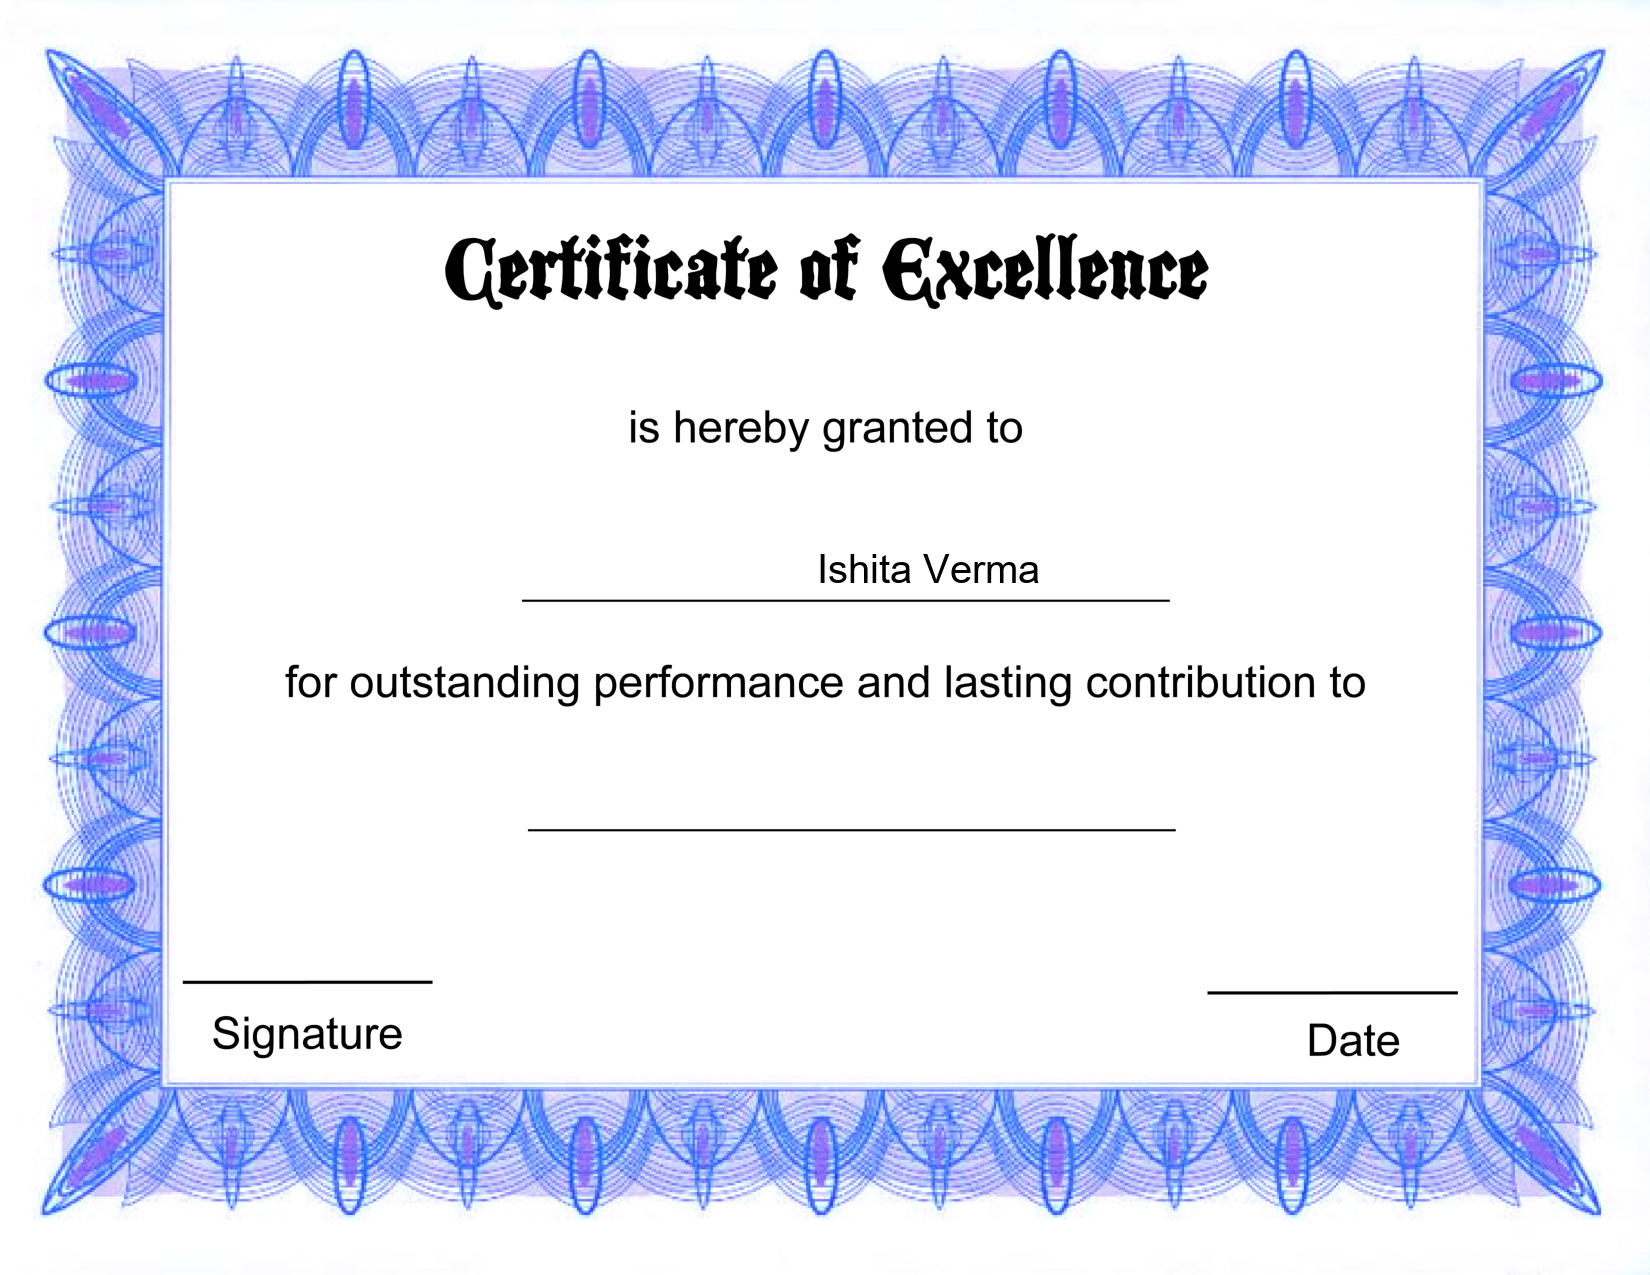 Certificate of Excellence
is hereby granted to
Ishita Verma
for outstanding performance and lasting contribution to
Signature
Date